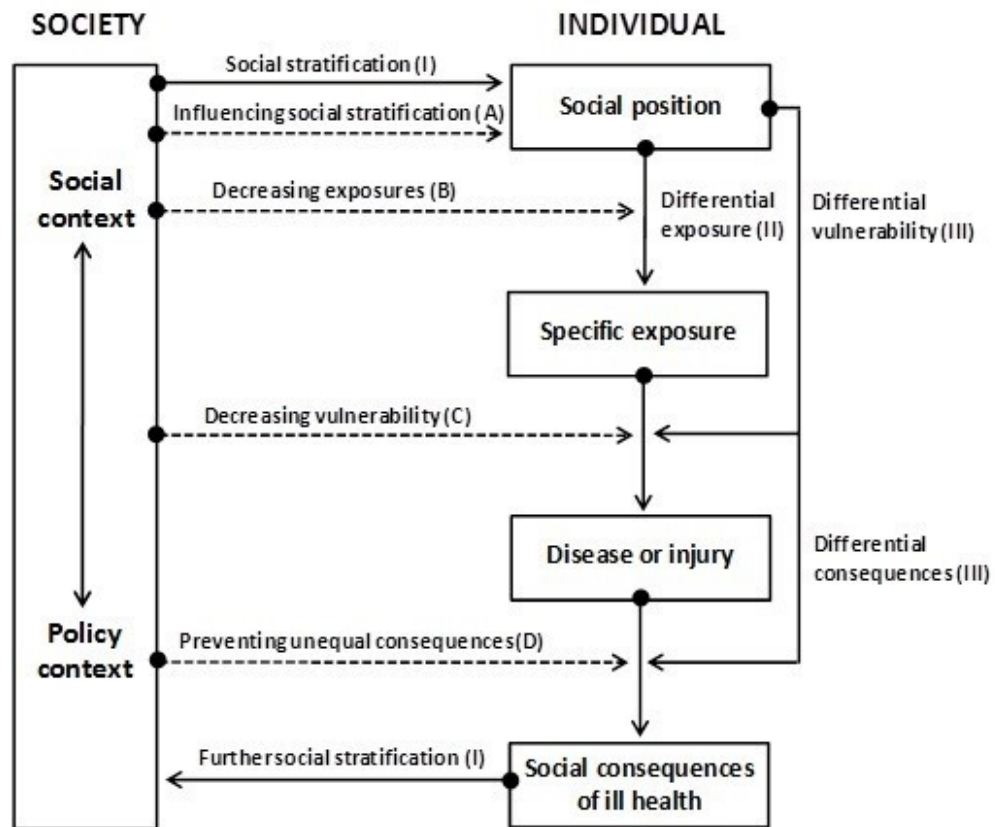 SOCIETY
INDIVIDUAL
Social stratification (I)
Influencing social stratification (A)
Social position
Social
context
Decreasing exposures (B)
Differential
exposure (II)
Differential
vulnerability (III)
Specific exposure
Decreasing vulnerability (C)
Disease or injury
Differential
consequences (III)
Policy
context
Preventing unequal consequences (D)
Further social stratification (I)
Social consequences
of ill health